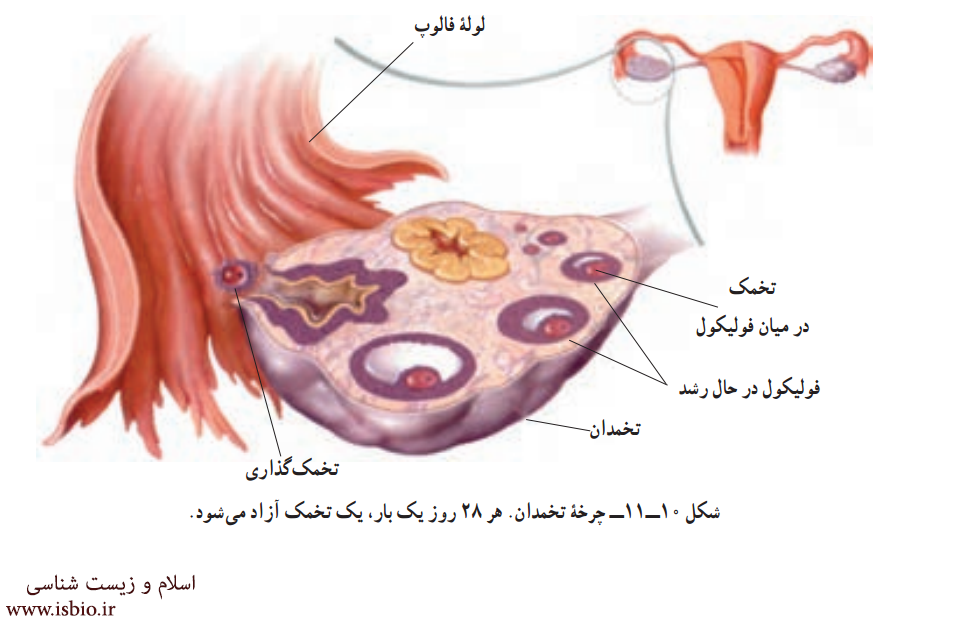 لولهٔ فالوپ
تخمک
در میان فولیکول
فولیکول در حال رشد
تخمدان
تخمک‌گذاری
شکل ۱۰ــ۱۱ــ چرخهٔ تخمدان. هر ۲۸ روز یک بار، یک تخمک آزاد می‌شود.
اسلام و زیست شناسی
www.isbio.ir